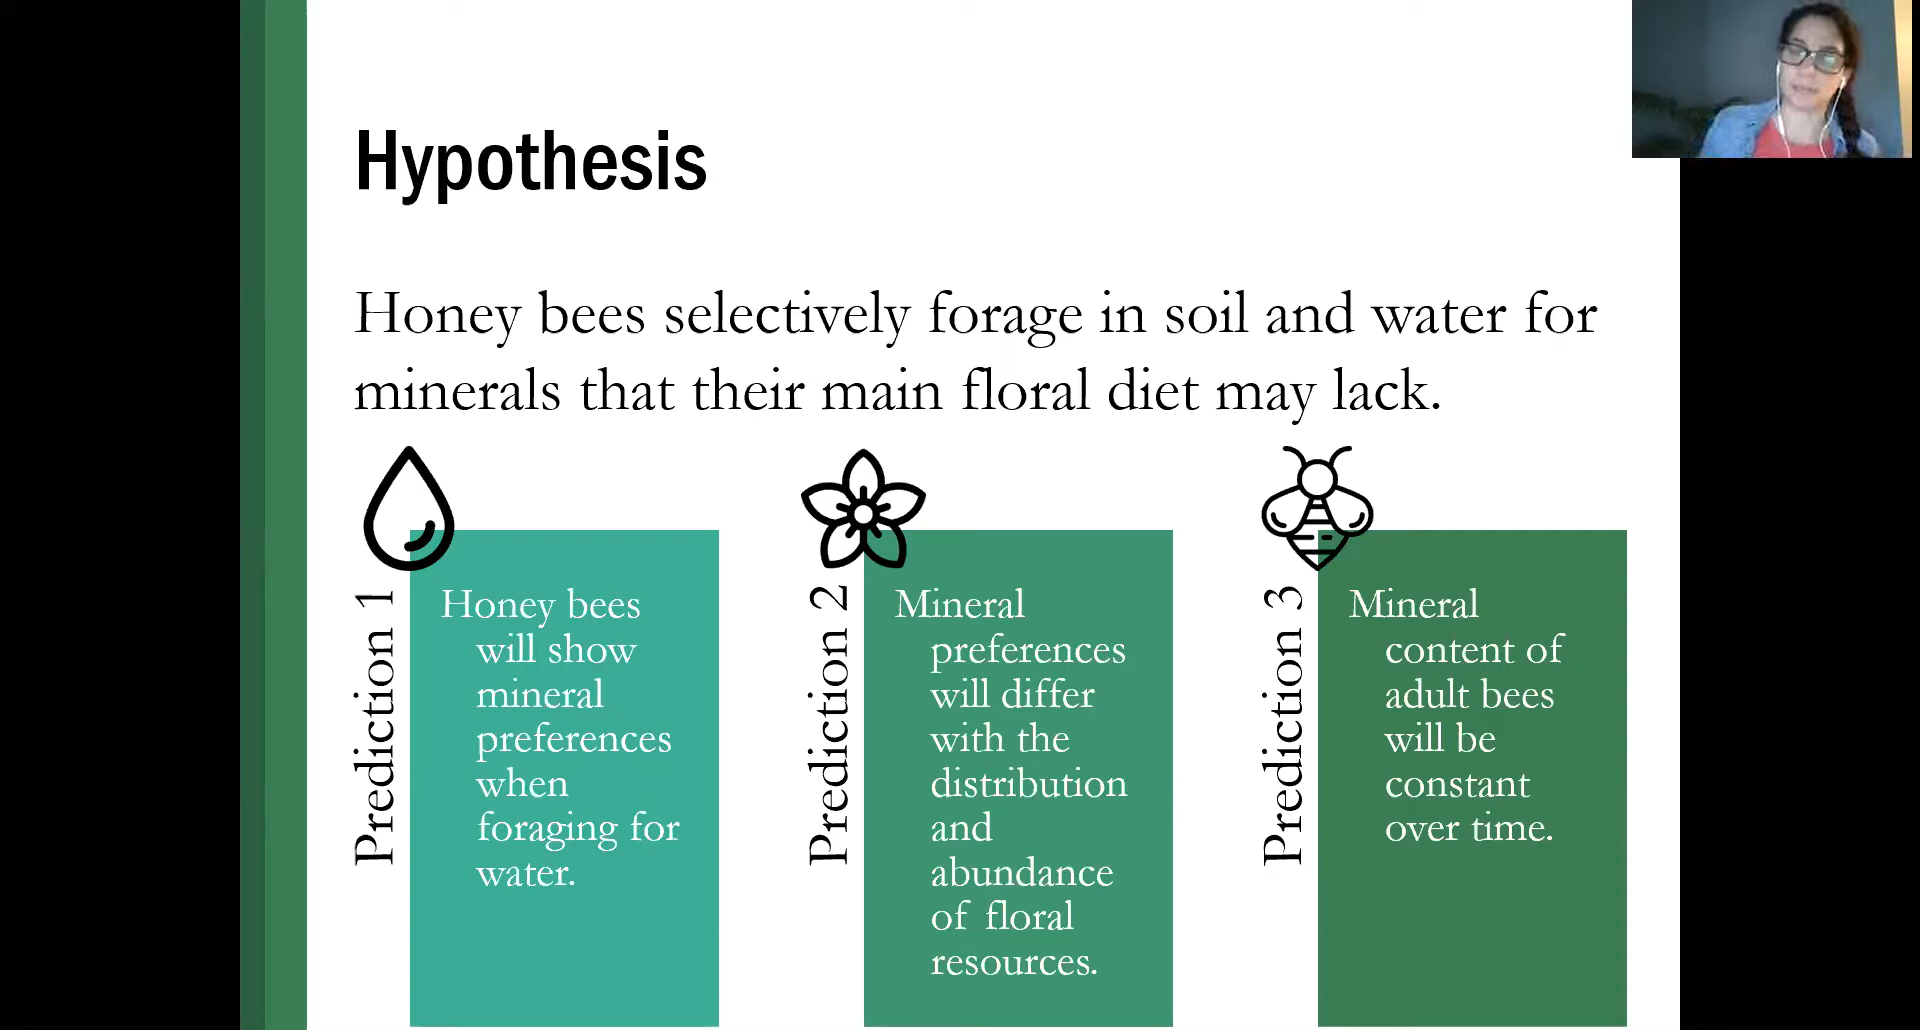 Hypothesis
Honey bees selectively forage in soil and water for
minerals that their main floral diet may lack.
Prediction 1
Honey bees
will show
mineral
preferences
when
foraging for
water.
Prediction 2
Mineral
preferences
will differ
with the
distribution
and
abundance
of floral
resources.
Prediction 3
Mineral
content of
adult bees
will be
constant
over time.